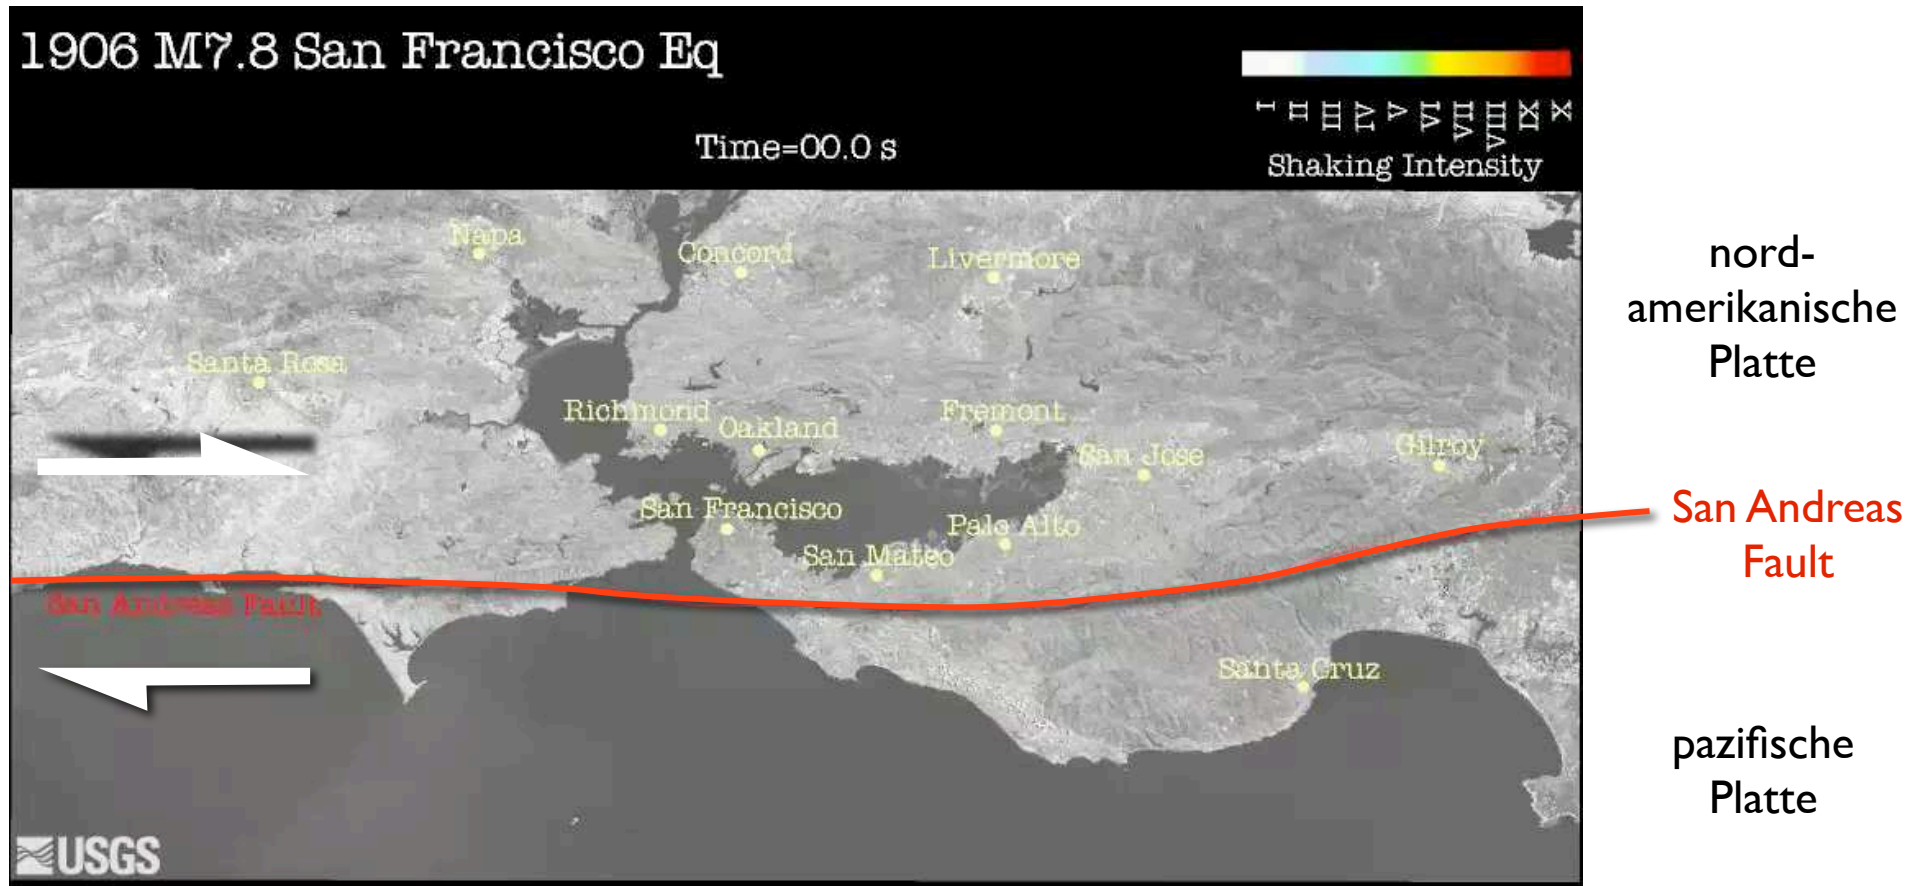 1906 M7.8 San Francisco Eq
Time=00.0 s
I II III IV V VI VII VIII IX X
Shaking Intensity
Napa
Concord
Livermore
Santa Rosa
Richmond
Oakland
Fremont
San Jose
Gilroy
San Francisco
Palo Alto
San Mateo
San Andreas Fault
Santa Cruz
USGS
nord-
amerikanische
Platte
San Andreas
Fault
pazifische
Platte